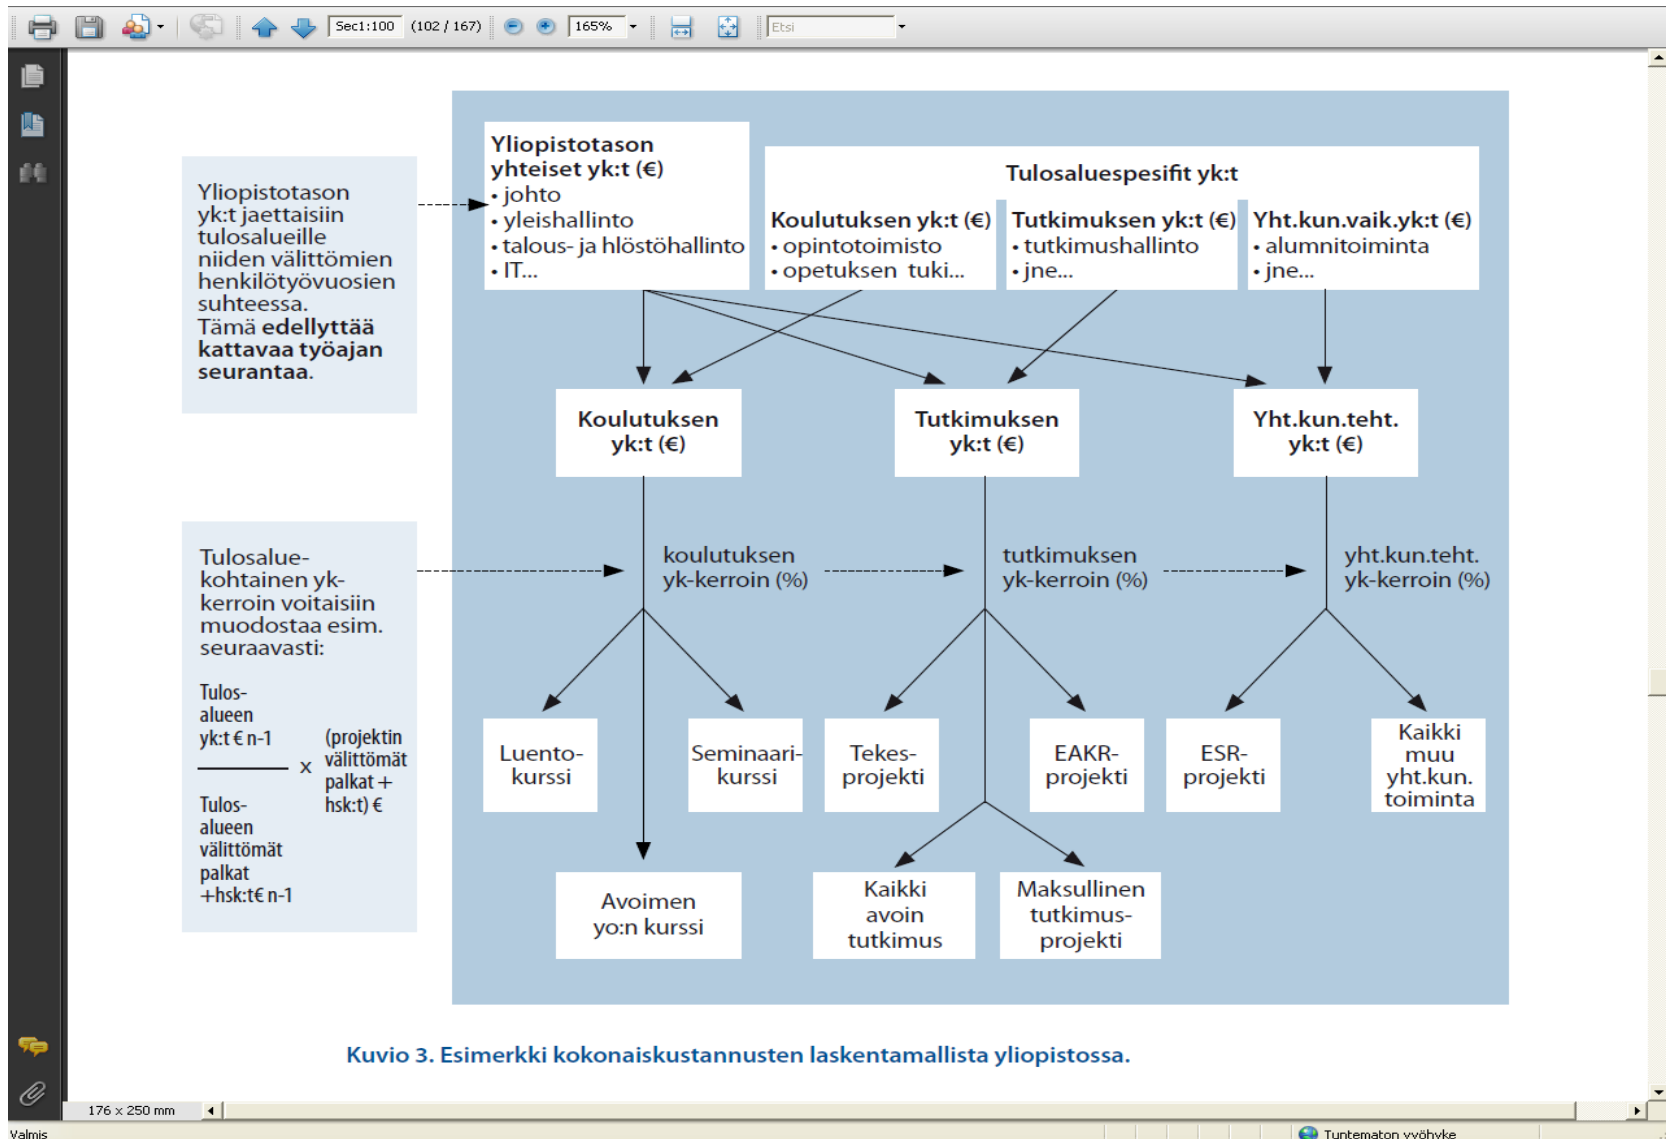 Sec1:100 (102 / 167) 165% Etsi
Yliopistotason
yk:t jaettaisiin
tulosalueille
niiden välittömien
henkilötyövuosien
suhteessa.
Tämä edellyttää
kattavaa työajan
seurantaa.
Yliopistotason
yhteiset yk:t (€)
• johto
• yleishallinto
• talous- ja hlöstöhallinto
• IT...
Tulosaluespesifit yk:t
Koulutuksen yk:t (€)
• opintotoimisto
• opetuksen tuki...
Tutkimuksen yk:t (€)
• tutkimushallinto
• jne...
Yht.kun.vaik.yk:t (€)
• alumnitoiminta
• jne...
Koulutuksen
yk:t (€)
Tutkimuksen
yk:t (€)
Yht.kun.teht.
yk:t (€)
Tulosalue-
kohtainen yk-
kerroin voitaisiin
muodostaa esim.
seuraavasti:
Tulos-
alueen
yk:t € n-1
Tulos-
alueen
välittömät
palkat
+hsk:t€ n-1
x
(projektin
välittömät
palkat +
hsk:t) €
koulutuksen
yk-kerroin (%)
tutkimuksen
yk-kerroin (%)
yht.kun.teht.
yk-kerroin (%)
Luento-
kurssi
Seminaari-
kurssi
Tekes-
projekti
EAKR-
projekti
ESR-
projekti
Kaikki
muu
yht.kun.
toiminta
Avoimen
yo:n kurssi
Kaikki
avoin
tutkimus
Maksullinen
tutkimus-
projekti
Kuvio 3. Esimerkki kokonaiskustannusten laskentamallista yliopistossa.
176 x 250 mm
Valmis
Tuntematon vyöhyke